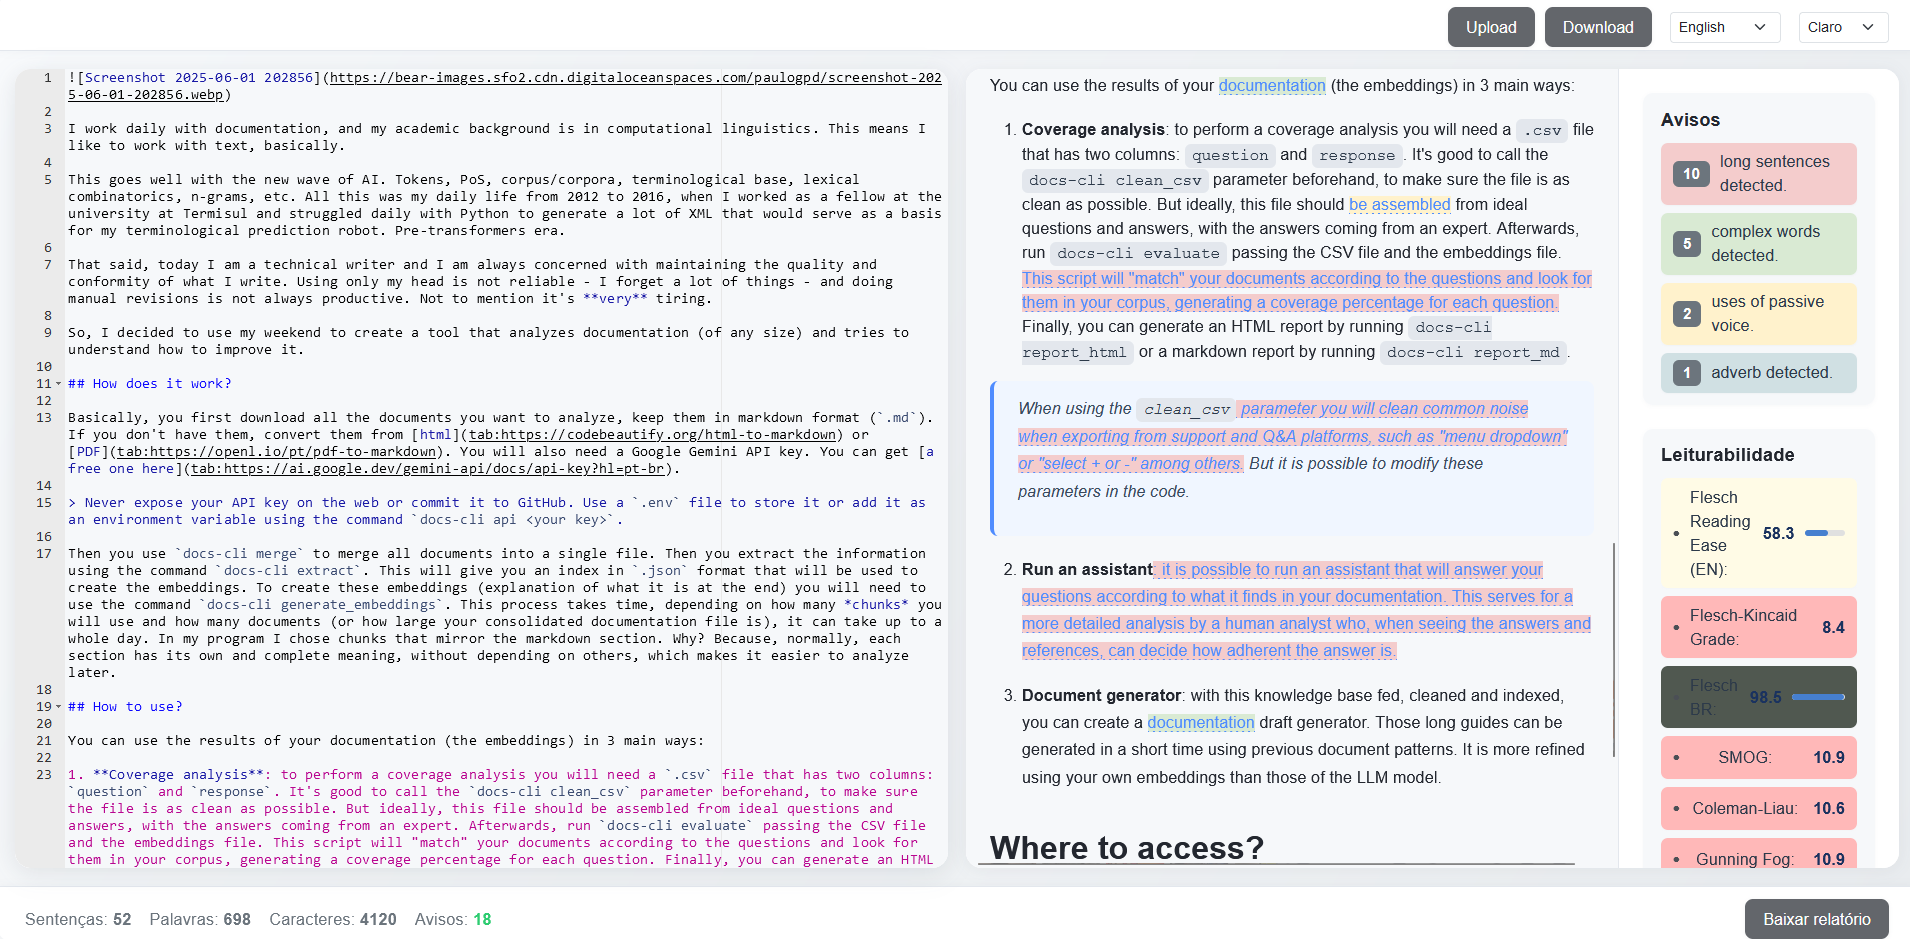 Upload
Download
English
Claro
1 ![Screenshot 2025-06-01 202856](https://bear-images.sfo2.cdn.digitaloceanspaces.com/paulogpd/screenshot-202
5-06-01-202856.webp)
2
3 I work daily with documentation, and my academic background is in computational linguistics. This means I
like to work with text, basically.
4
5 This goes well with the new wave of AI. Tokens, PoS, corpus/corpora, terminological base, lexical
combinatorics, n-grams, etc. All this was my daily life from 2012 to 2016, when I worked as a fellow at the
university at Termisul and struggled daily with Python to generate a lot of XML that would serve as a basis
for my terminological prediction robot. Pre-transformers era.
6
7 That said, today I am a technical writer and I am always concerned with maintaining the quality and
conformity of what I write. Using only my head is not reliable - I forget a lot of things - and doing
manual revisions is not always productive. Not to mention it's **very** tiring.
8
9 So, I decided to use my weekend to create a tool that analyzes documentation (of any size) and tries to
understand how to improve it.
10
11 ## How does it work?
12
13 Basically, you first download all the documents you want to analyze, keep them in markdown format (`.md`).
If you don't have them, convert them from [html](tab:https://codebeautify.org/html-to-markdown) or
[PDF](tab:https://openl.io/pt/pdf-to-markdown). You will also need a Google Gemini API key. You can get [a
free one here](tab:https://ai.google.dev/gemini-api/docs/api-key?hl=pt-br).
14
15 > Never expose your API key on the web or commit it to GitHub. Use a `.env` file to store it or add it as
an environment variable using the command `docs-cli api <your key>`.
16
17 Then you use `docs-cli merge` to merge all documents into a single file. Then you extract the information
using the command `docs-cli extract`. This will give you an index in `.json` format that will be used to
create the embeddings. To create these embeddings (explanation of what it is at the end) you will need to
use the command `docs-cli generate_embeddings`. This process takes time, depending on how many *chunks* you
will use and how many documents (or how large your consolidated documentation file is), it can take up to a
whole day. In my program I chose chunks that mirror the markdown section. Why? Because, normally, each
section has its own and complete meaning, without depending on others, which makes it easier to analyze
later.
18
19 ## How to use?
20
21 You can use the results of your documentation (the embeddings) in 3 main ways:
22
23 1. **Coverage analysis**: to perform a coverage analysis you will need a `.csv` file that has two columns:
`question` and `response`. It's good to call the `docs-cli clean_csv` parameter beforehand, to make sure
the file is as clean as possible. But ideally, this file should be assembled from ideal questions and
answers, with the answers coming from an expert. Afterwards, run `docs-cli evaluate` passing the CSV file
and the embeddings file. This script will "match" your documents according to the questions and look for
them in your corpus, generating a coverage percentage for each question. Finally, you can generate an HTML
You can use the results of your documentation (the embeddings) in 3 main ways:
1. Coverage analysis: to perform a coverage analysis you will need a .csv file
that has two columns: question and response. It's good to call the
docs-cli clean_csv parameter beforehand, to make sure the file is as
clean as possible. But ideally, this file should be assembled from ideal
questions and answers, with the answers coming from an expert. Afterwards,
run docs-cli evaluate passing the CSV file and the embeddings file.
This script will "match" your documents according to the questions and look for
them in your corpus, generating a coverage percentage for each question.
Finally, you can generate an HTML report by running docs-cli
report_html or a markdown report by running docs-cli report_md.
When using the clean_csv parameter you will clean common noise
when exporting from support and Q&A platforms, such as "menu dropdown"
or "select + or -" among others. But it is possible to modify these
parameters in the code.
2. Run an assistant: it is possible to run an assistant that will answer your
questions according to what it finds in your documentation. This serves for a
more detailed analysis by a human analyst who, when seeing the answers and
references, can decide how adherent the answer is.
3. Document generator: with this knowledge base fed, cleaned and indexed,
you can create a documentation draft generator. Those long guides can be
generated in a short time using previous document patterns. It is more refined
using your own embeddings than those of the LLM model.
Where to access?
Avisos
10 long sentences
detected.
5 complex words
detected.
2 uses of passive
voice.
1 adverb detected.
Leiturabilidade
Flesch
Reading
Ease
(EN): 58.3
Flesch-Kincaid
Grade: 8.4
Flesch
BR: 98.5
SMOG: 10.9
Coleman-Liau: 10.6
Gunning Fog: 10.9
Sentenças: 52 Palavras: 698 Caracteres: 4120 Avisos: 18
Baixar relatório